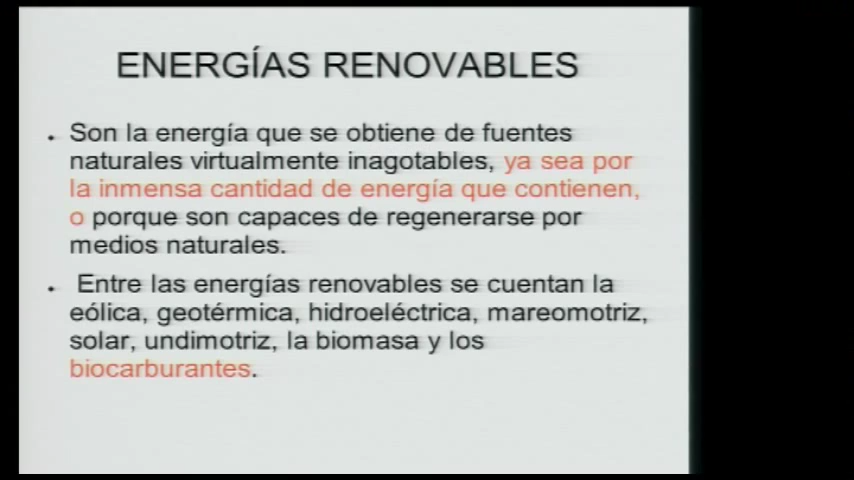 ENERGÍAS RENOVABLES
Son la energía que se obtiene de fuentes
naturales virtualmente inagotables, ya sea por
la inmensa cantidad de energía que contienen,
o porque son capaces de regenerarse por
medios naturales.
Entre las energías renovables se cuentan la
eólica, geotérmica, hidroeléctrica, mareomotriz,
solar, undimotriz, la biomasa y los
biocarburantes.